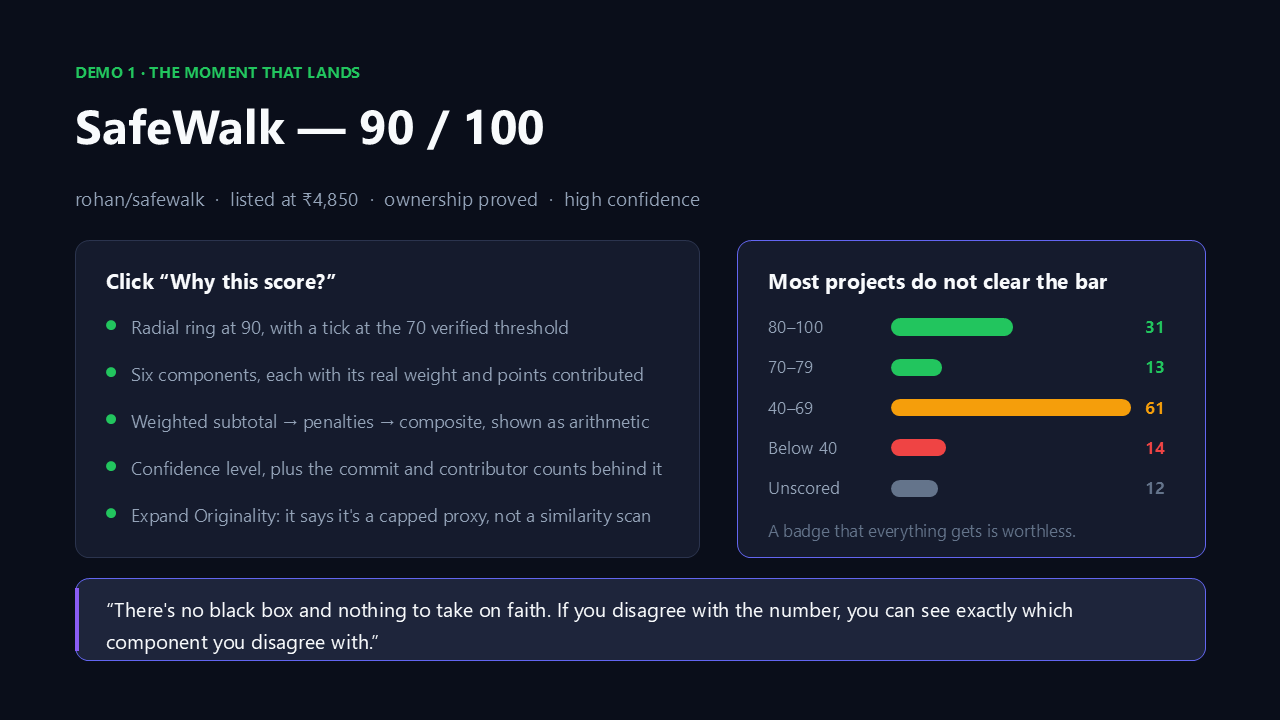 DEMO 1 · THE MOMENT THAT LANDS
SafeWalk — 90 / 100
rohan/safewalk · listed at ₹4,850 · ownership proved · high confidence
Click “Why this score?”
Radial ring at 90, with a tick at the 70 verified threshold
Six components, each with its real weight and points contributed
Weighted subtotal → penalties → composite, shown as arithmetic
Confidence level, plus the commit and contributor counts behind it
Expand Originality: it says it's a capped proxy, not a similarity scan
Most projects do not clear the bar
80–100 31
70–79 13
40–69 61
Below 40 14
Unscored 12
A badge that everything gets is worthless.
“There's no black box and nothing to take on faith. If you disagree with the number, you can see exactly which
component you disagree with.”